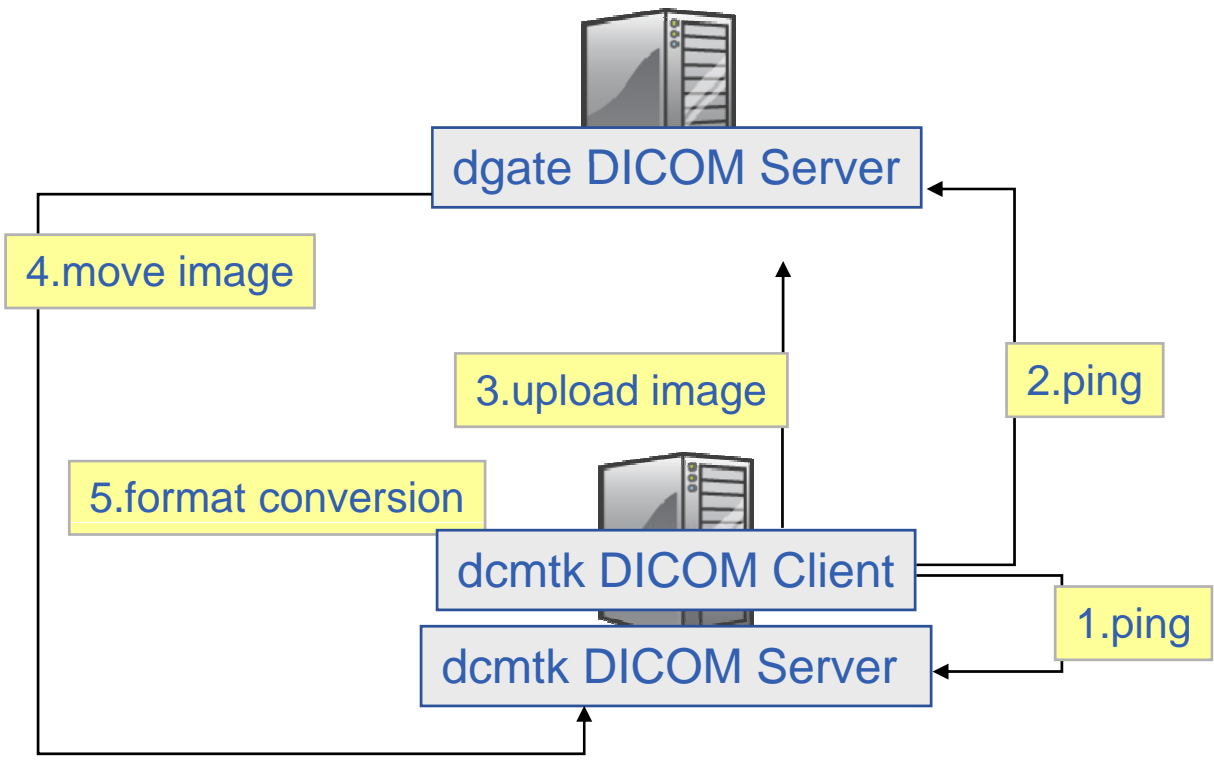 dgate DICOM Server
4.move image
2.ping
3.upload image
5.format conversion
dcmtk DICOM Client
1.ping
dcmtk DICOM Server